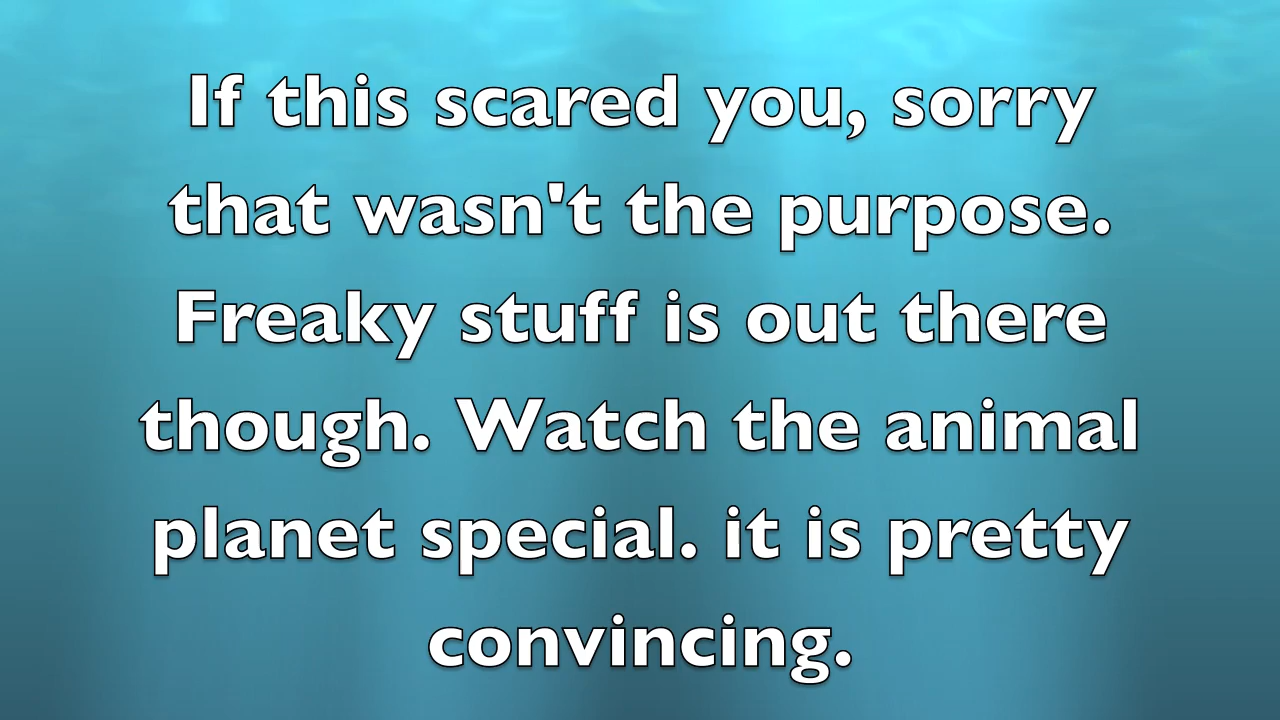 If this scared you, sorry
that wasn't the purpose.
Freaky stuff is out there
though. Watch the animal
planet special. it is pretty
convincing.